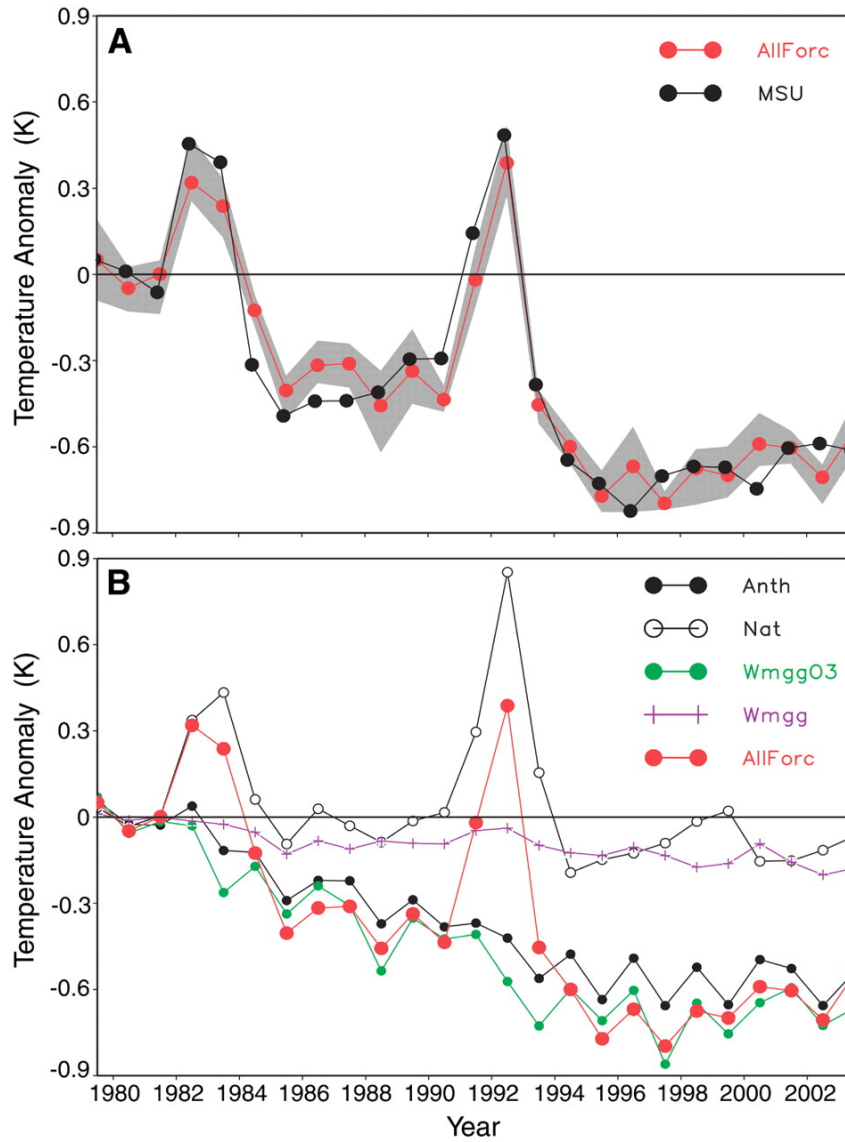 A
AllForc
MSU
Temperature Anomaly (K)
0.9
0.6
0.3
0
-0.3
-0.6
-0.9
B
Anth
Nat
WmggO3
Wmgg
AllForc
Temperature Anomaly (K)
0.9
0.6
0.3
0
-0.3
-0.6
-0.9
1980 1982 1984 1986 1988 1990 1992 1994 1996 1998 2000 2002
Year